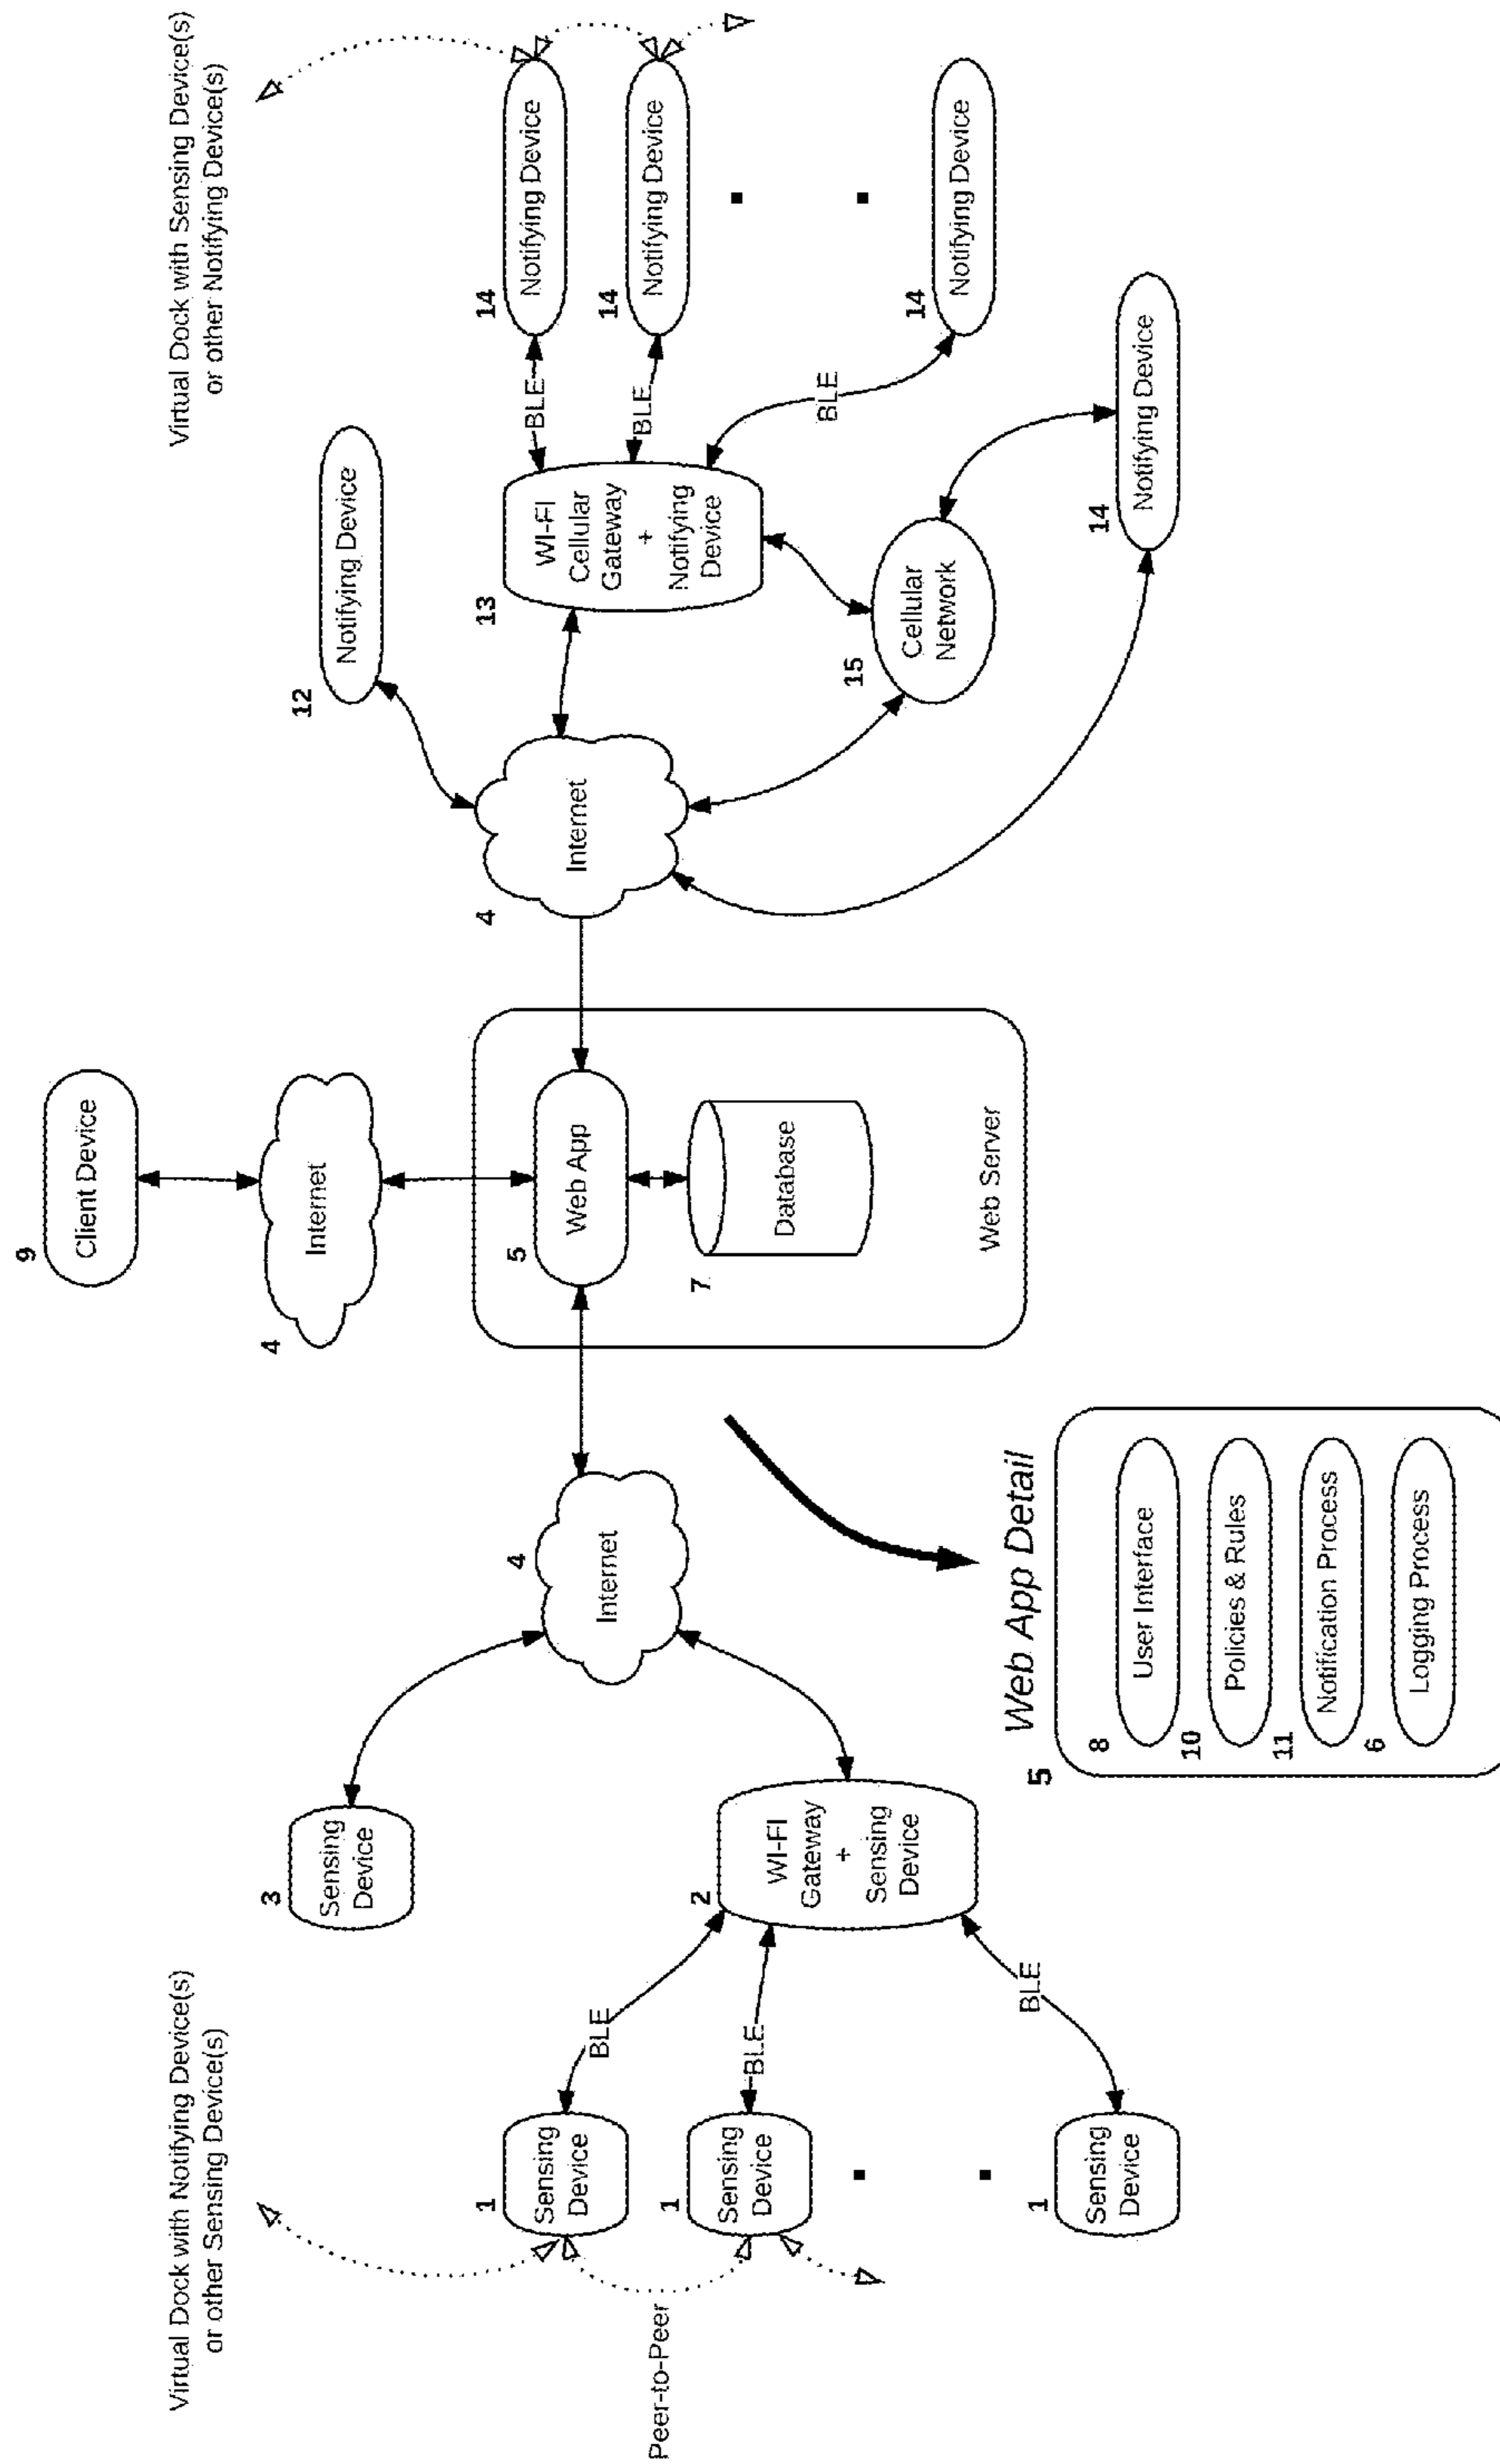 Virtual Dock with Notifying Device(s)
or other Sensing Device(s)
Peer-to-Peer
1
Sensing
Device
1
Sensing
Device
1
Sensing
Device
BLE
BLE
BLE
3
Sensing
Device
2
WI-FI
Gateway
+
Sensing
Device
4
Internet
9
Client Device
4
Internet
5
Web App
7
Database
Web Server
5
Web App Detail
8
User Interface
10
Policies & Rules
11
Notification Process
6
Logging Process
4
Internet
12
Notifying Device
13
WI-FI
Cellular
Gateway
+
Notifying
Device
15
Cellular
Network
BLE
BLE
BLE
14
Notifying Device
14
Notifying Device
14
Notifying Device
14
Notifying Device
Virtual Dock with Sensing Device(s)
or other Notifying Device(s)